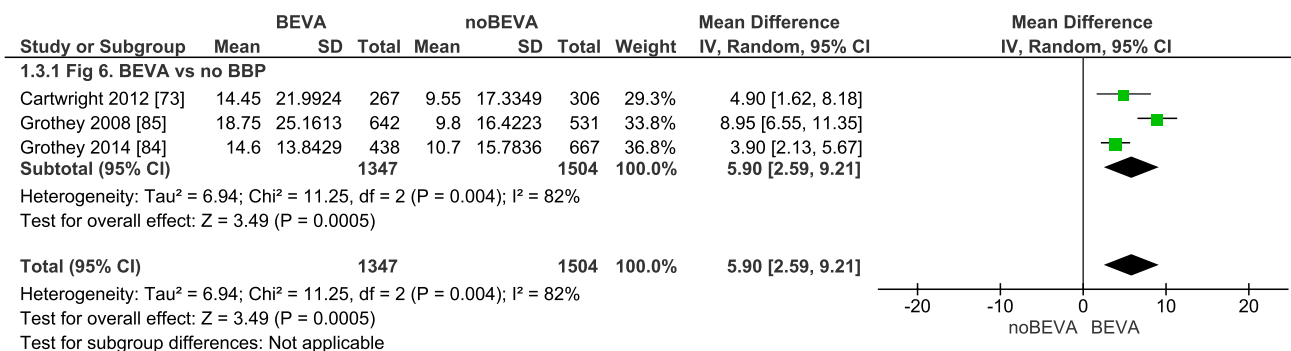 BEVA noBEVA Mean Difference Mean Difference
Study or Subgroup Mean SD Total Mean SD Total Weight IV, Random, 95% CI IV, Random, 95% CI
1.3.1 Fig 6. BEVA vs no BBP
Cartwright 2012 [73] 14.45 21.9924 267 9.55 17.3349 306 29.3% 4.90 [1.62, 8.18]
Grothey 2008 [85] 18.75 25.1613 642 9.8 16.4223 531 33.8% 8.95 [6.55, 11.35]
Grothey 2014 [84] 14.6 13.8429 438 10.7 15.7836 667 36.8% 3.90 [2.13, 5.67]
Subtotal (95% CI) 1347 1504 100.0% 5.90 [2.59, 9.21]
Heterogeneity: Tau² = 6.94; Chi² = 11.25, df = 2 (P = 0.004); I² = 82%
Test for overall effect: Z = 3.49 (P = 0.0005)
Total (95% CI) 1347 1504 100.0% 5.90 [2.59, 9.21]
Heterogeneity: Tau² = 6.94; Chi² = 11.25, df = 2 (P = 0.004); I² = 82%
Test for overall effect: Z = 3.49 (P = 0.0005)
Test for subgroup differences: Not applicable
-20 -10 0 10 20
noBEVA BEVA